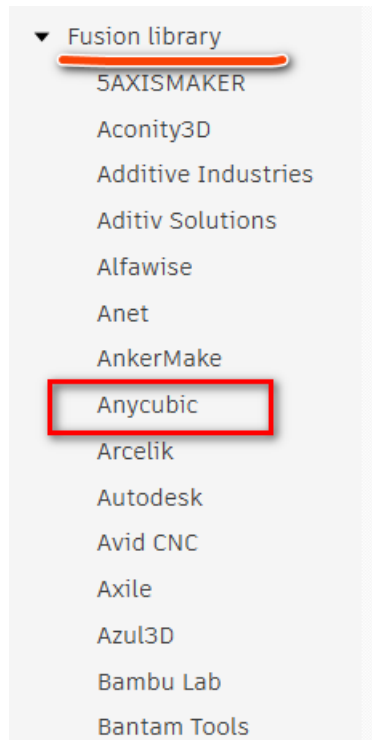 Fusion library
5AXISMAKER
Aconity3D
Additive Industries
Aditiv Solutions
Alfawise
Anet
AnkerMake
Anycubic
Arcelik
Autodesk
Avid CNC
Axile
Azul3D
Bambu Lab
Bantam Tools